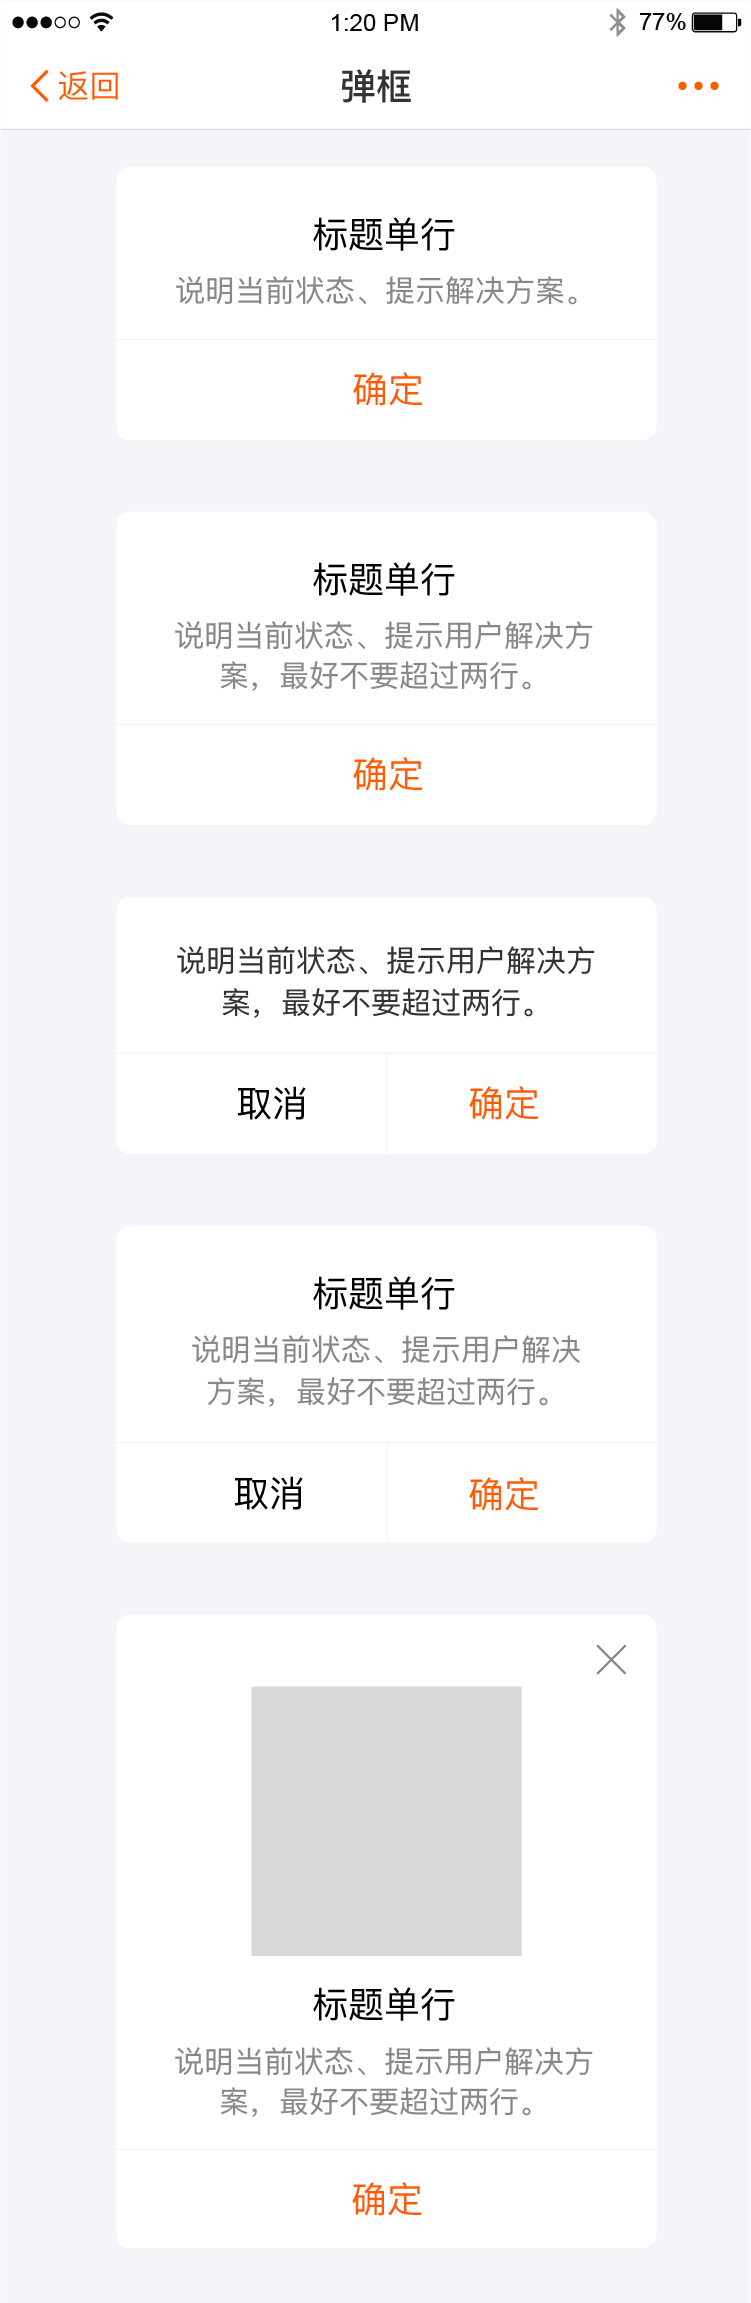 1:20 PM 77%
返回 弹框
标题单行
说明当前状态、提示解决方案。
确定
标题单行
说明当前状态、提示用户解决方
案，最好不要超过两行。
确定
说明当前状态、提示用户解决方
案，最好不要超过两行。
取消 确定
标题单行
说明当前状态、提示用户解决
方案，最好不要超过两行。
取消 确定
标题单行
说明当前状态、提示用户解决方
案，最好不要超过两行。
确定